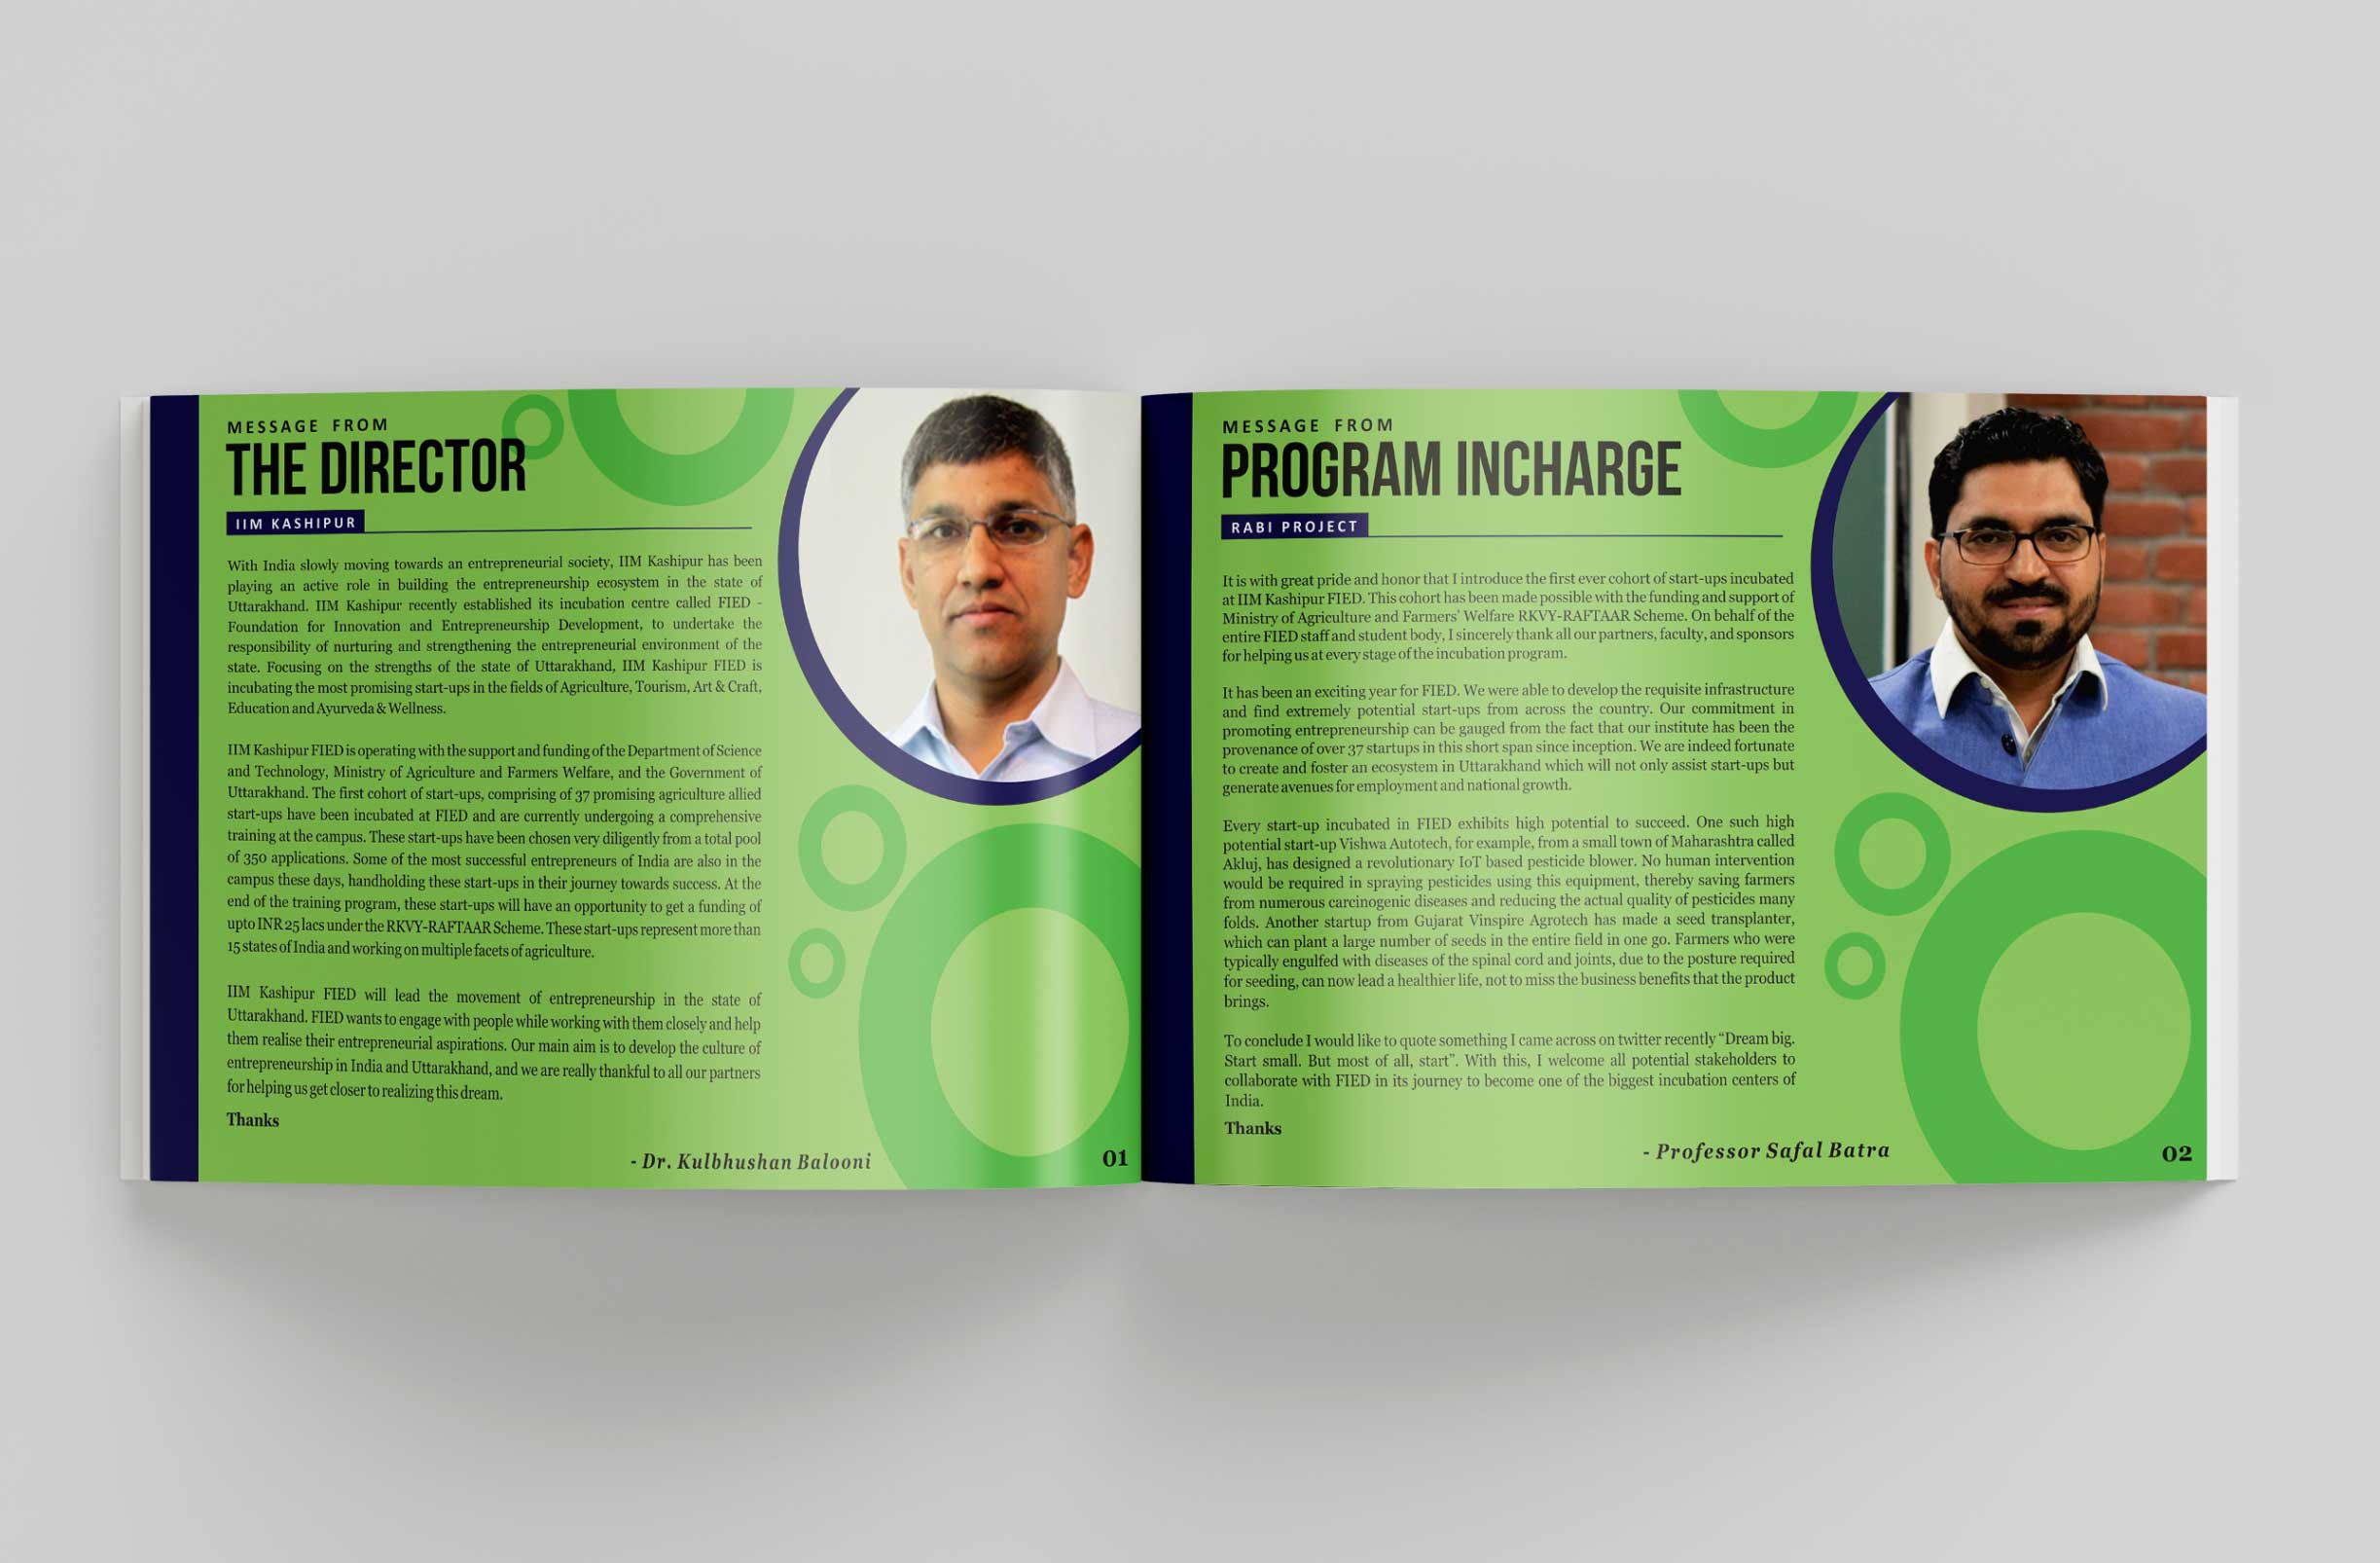 MESSAGE FROM
THE DIRECTOR
IIM KASHIPUR
With India slowly moving towards an entrepreneurial society, IIM Kashipur has been
playing an active role in building the entrepreneurship ecosystem in the state of
Uttarakhand. IIM Kashipur recently established its incubation centre called FIED -
Foundation for Innovation and Entrepreneurship Development, to undertake the
responsibility of nurturing and strengthening the entrepreneurial environment of the
state. Focusing on the strengths of the state of Uttarakhand, IIM Kashipur FIED is
incubating the most promising start-ups in the fields of Agriculture, Tourism, Art & Craft,
Education and Ayurveda & Wellness.
IIM Kashipur FIED is operating with the support and funding of the Department of Science
and Technology, Ministry of Agriculture and Farmers Welfare, and the Government of
Uttarakhand. The first cohort of start-ups, comprising of 37 promising agriculture allied
start-ups have been incubated at FIED and are currently undergoing a comprehensive
training at the campus. These start-ups have been chosen very diligently from a total pool
of 350 applications. Some of the most successful entrepreneurs of India are also in the
campus these days, handholding these start-ups in their journey towards success. At the
end of the training program, these start-ups will have an opportunity to get a funding of
upto INR 25 lacs under the RKVY-RAFTAAR Scheme. These start-ups represent more than
15 states of India and working on multiple facets of agriculture.
IIM Kashipur FIED will lead the movement of entrepreneurship in the state of
Uttarakhand. FIED wants to engage with people while working with them closely and help
them realise their entrepreneurial aspirations. Our main aim is to develop the culture of
entrepreneurship in India and Uttarakhand, and we are really thankful to all our partners
for helping us get closer to realizing this dream.
Thanks
- Dr. Kulbhushan Balooni
01
MESSAGE FROM
PROGRAM INCHARGE
RABI PROJECT
It is with great pride and honor that I introduce the first ever cohort of start-ups incubated
at IIM Kashipur FIED. This cohort has been made possible with the funding and support of
Ministry of Agriculture and Farmers' Welfare RKVY-RAFTAAR Scheme. On behalf of the
entire FIED staff and student body, I sincerely thank all our partners, faculty, and sponsors
for helping us at every stage of the incubation program.
It has been an exciting year for FIED. We were able to develop the requisite infrastructure
and find extremely potential start-ups from across the country. Our commitment in
promoting entrepreneurship can be gauged from the fact that our institute has been the
provenance of over 37 startups in this short span since inception. We are indeed fortunate
to create and foster an ecosystem in Uttarakhand which will not only assist start-ups but
generate avenues for employment and national growth.
Every start-up incubated in FIED exhibits high potential to succeed. One such high
potential start-up Vishwa Autotech, for example, from a small town of Maharashtra called
Akluj, has designed a revolutionary IoT based pesticide blower. No human intervention
would be required in spraying pesticides using this equipment, thereby saving farmers
from numerous carcinogenic diseases and reducing the actual quality of pesticides many
folds. Another startup from Gujarat Vinspire Agrotech has made a seed transplanter,
which can plant a large number of seeds in the entire field in one go. Farmers who were
typically engulfed with diseases of the spinal cord and joints, due to the posture required
for seeding, can now lead a healthier life, not to miss the business benefits that the product
brings.
To conclude I would like to quote something I came across on twitter recently “Dream big.
Start small. But most of all, start”. With this, I welcome all potential stakeholders to
collaborate with FIED in its journey to become one of the biggest incubation centers of
India.
Thanks
- Professor Safal Batra
02